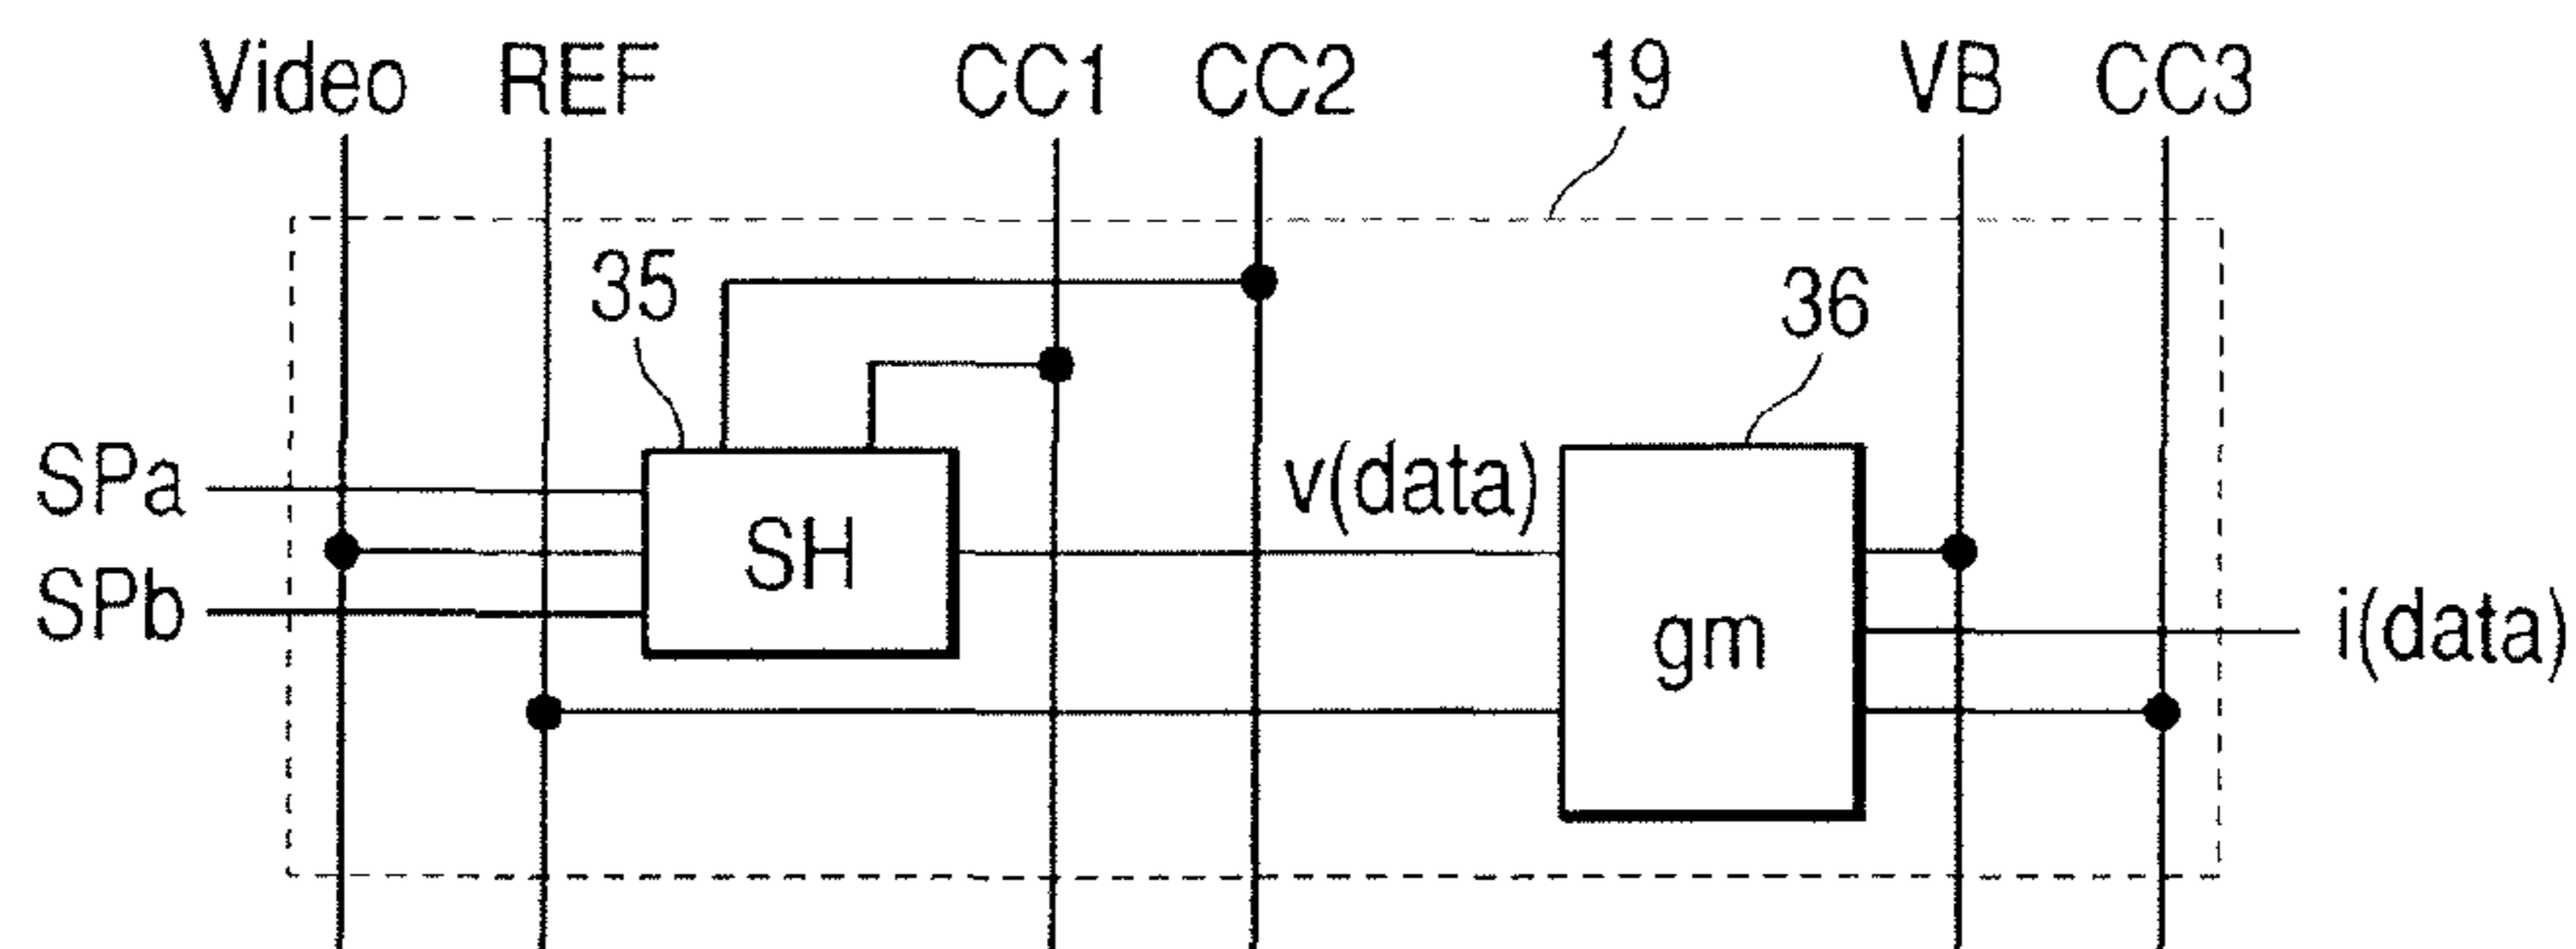 Video REF CC1 CC2 19 VB CC3
35 36
SPa v(data)
SH
SPb gm i(data)